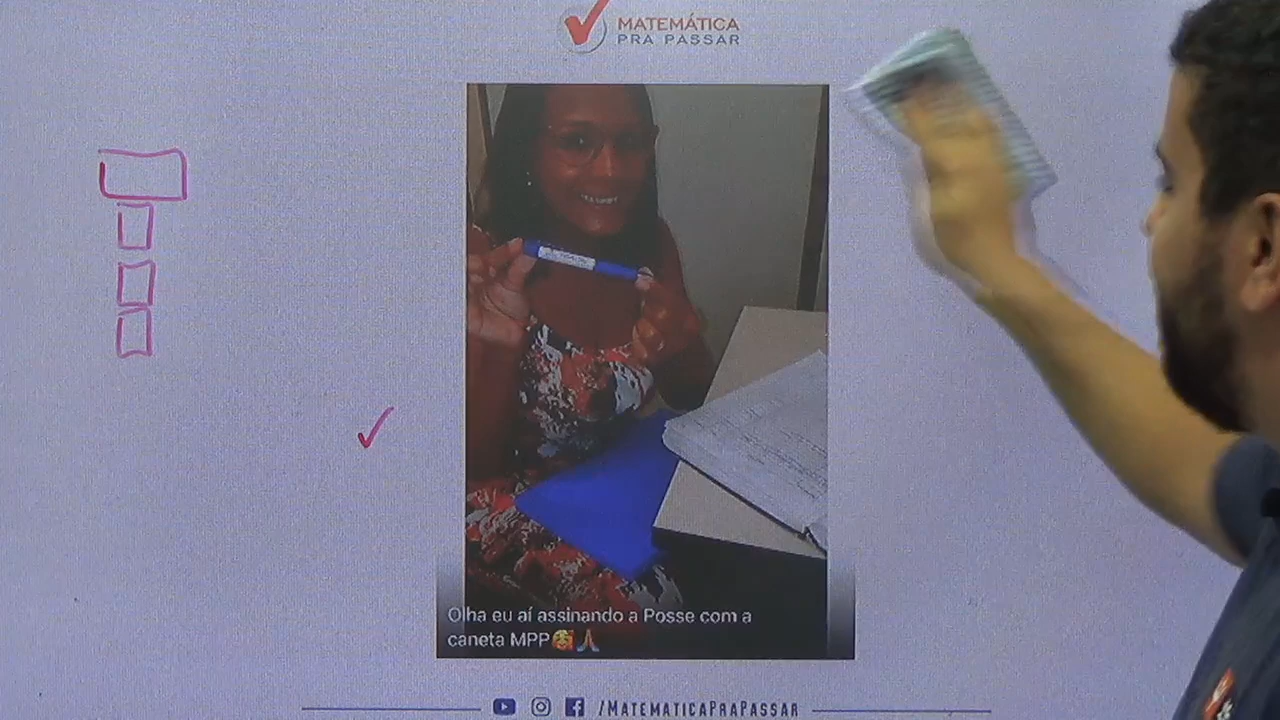 MATEMÁTICA
PRA PASSAR
Olha eu aí assinando a Posse com a
caneta MPP🥰🙏
/MATEMATICAPRAPASSAR